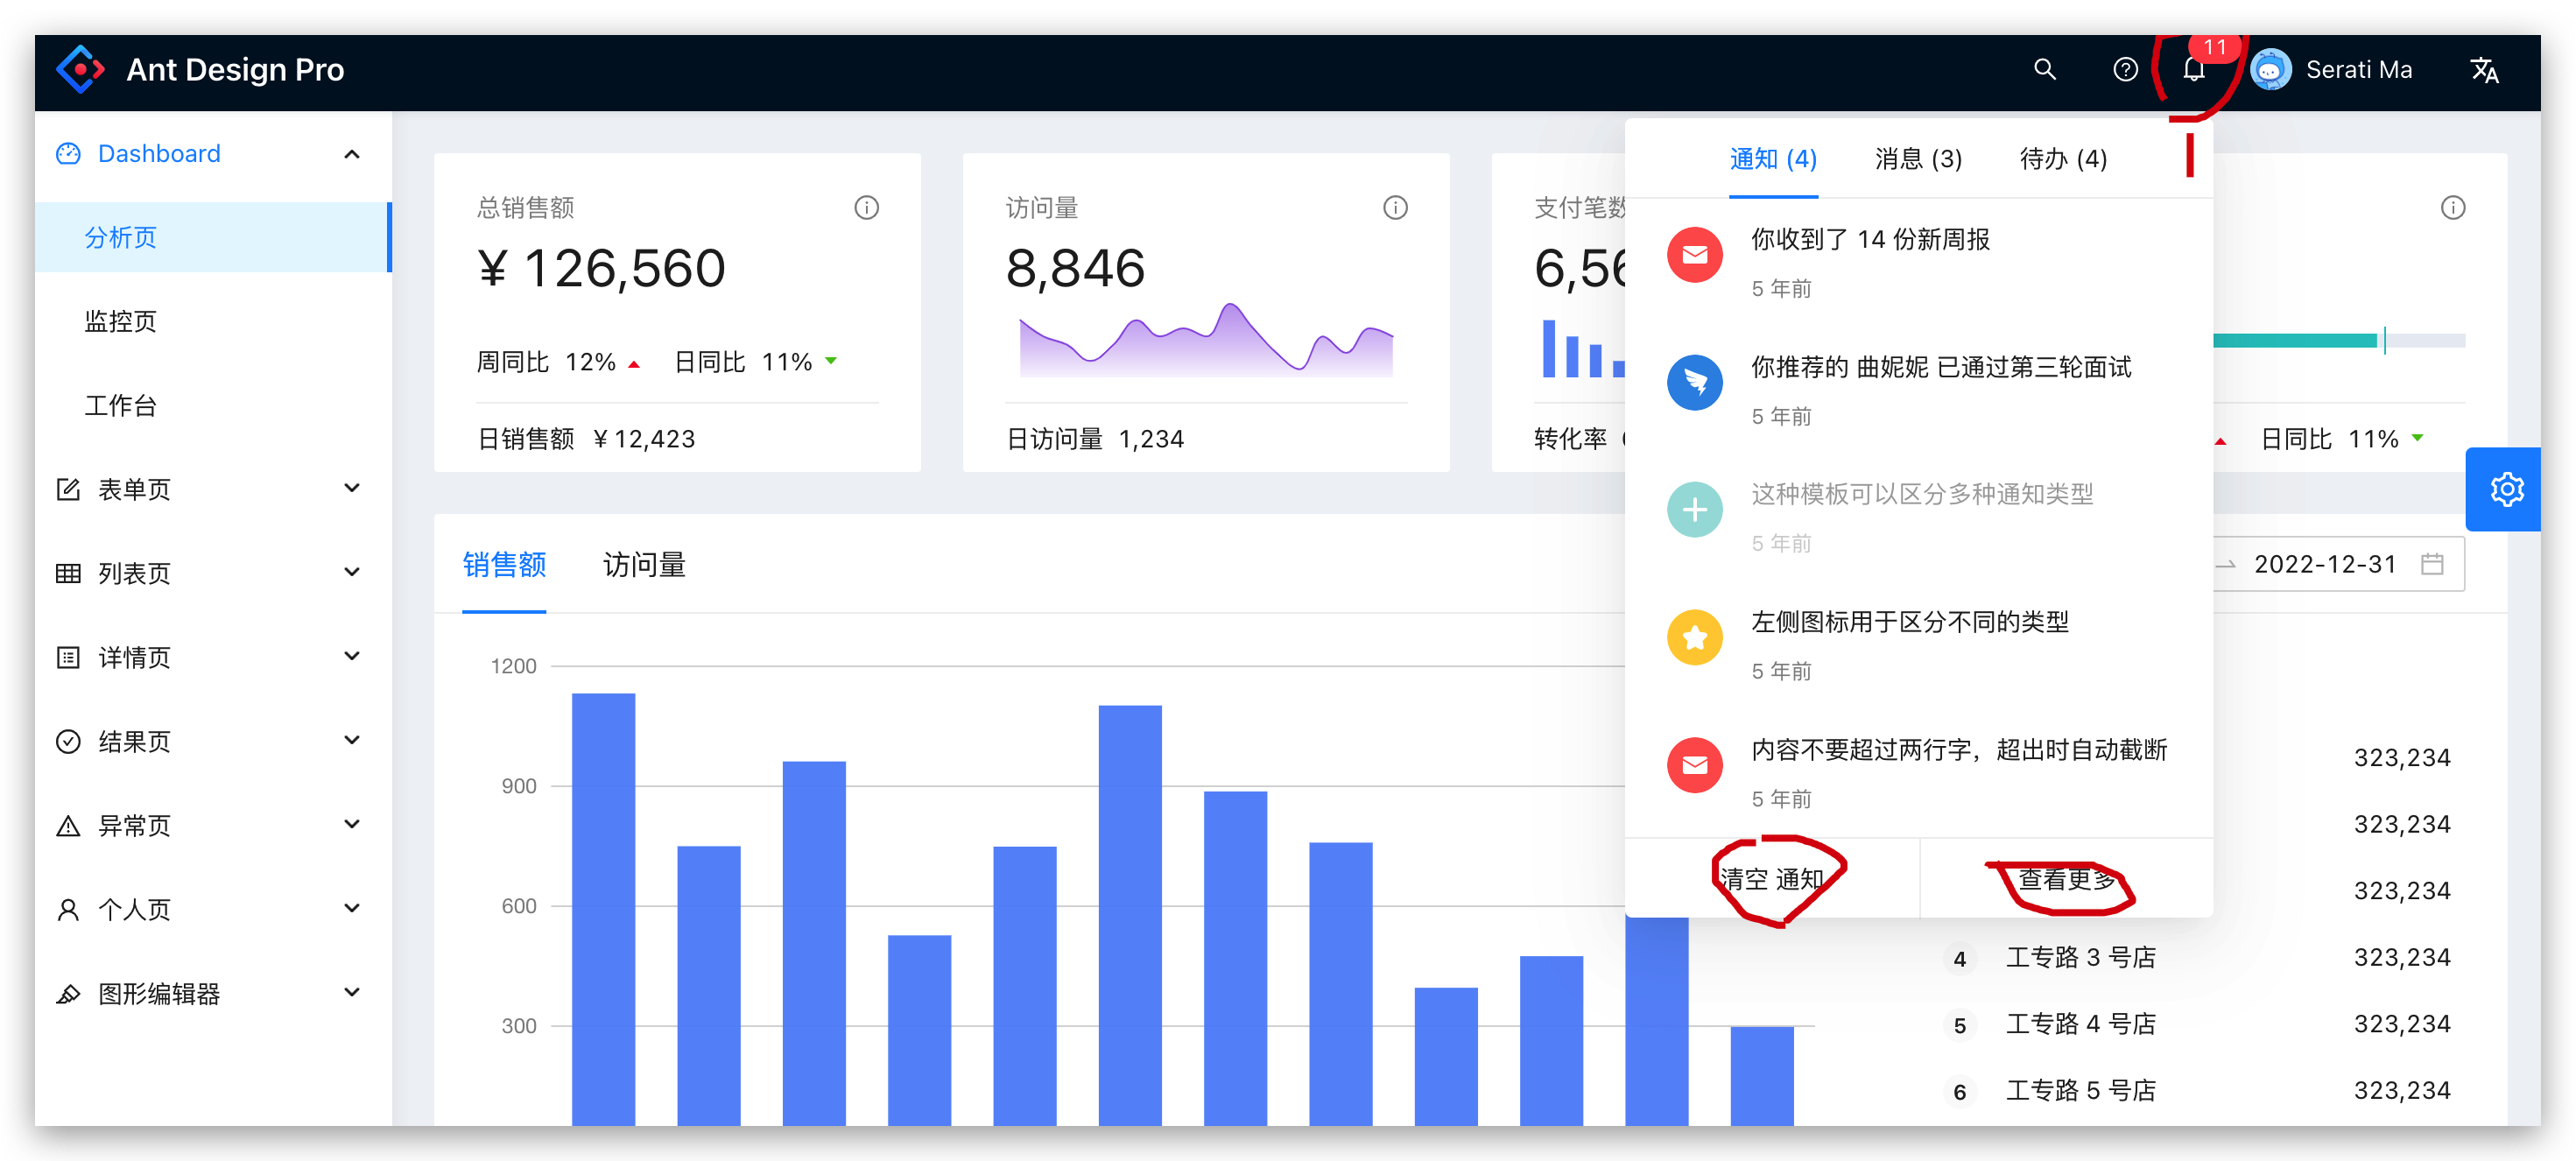 Ant Design Pro
11
Serati Ma
Dashboard
分析页
监控页
工作台
表单页
列表页
详情页
结果页
异常页
个人页
图形编辑器
总销售额
¥ 126,560
周同比 12% 日同比 11%
日销售额 ¥ 12,423
访问量
8,846
日访问量 1,234
支付笔数
6,56
转化率
日同比 11%
通知 (4) 消息 (3) 待办 (4)
你收到了 14 份新周报
5 年前
你推荐的 曲妮妮 已通过第三轮面试
5 年前
这种模板可以区分多种通知类型
5 年前
左侧图标用于区分不同的类型
5 年前
内容不要超过两行字，超出时自动截断
5 年前
清空 通知 查看更多
销售额 访问量
2022-12-31
1200
900
600
300
323,234
323,234
323,234
4 工专路 3 号店 323,234
5 工专路 4 号店 323,234
6 工专路 5 号店 323,234